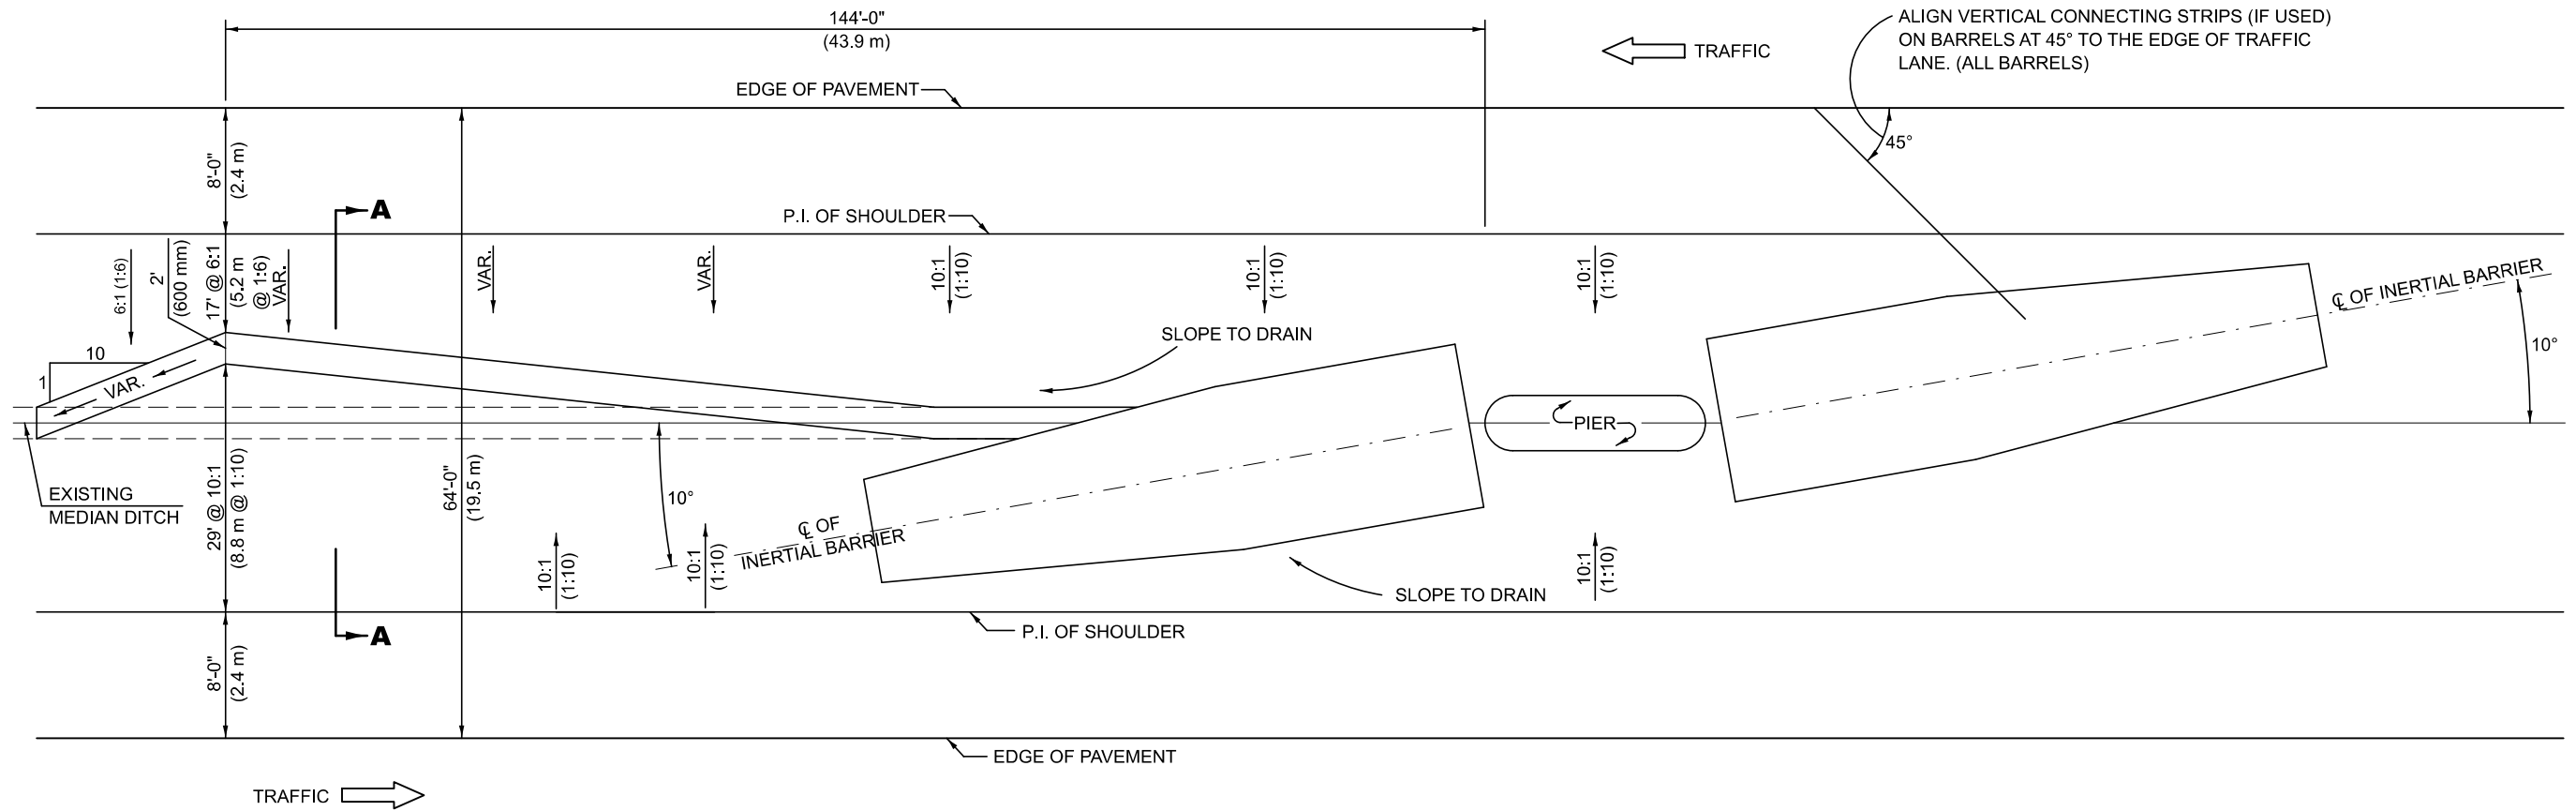 144'-0"
(43.9 m)
TRAFFIC
ALIGN VERTICAL CONNECTING STRIPS (IF USED)
ON BARRELS AT 45° TO THE EDGE OF TRAFFIC
LANE. (ALL BARRELS)
EDGE OF PAVEMENT
45°
8'-0"
(2.4 m)
A
P.I. OF SHOULDER
6:1 (1:6)
2'
(600 mm)
17' @ 6:1
(5.2 m
@ 1:6)
VAR.
VAR.
VAR.
10:1
(1:10)
10:1
(1:10)
10:1
(1:10)
℄ OF INERTIAL BARRIER
10°
SLOPE TO DRAIN
10
1
VAR.
PIER
EXISTING
MEDIAN DITCH
29' @ 10:1
(8.8 m @ 1:10)
64'-0"
(19.5 m)
10°
℄ OF
INERTIAL BARRIER
10:1
(1:10)
10:1
(1:10)
10:1
(1:10)
SLOPE TO DRAIN
A
P.I. OF SHOULDER
8'-0"
(2.4 m)
EDGE OF PAVEMENT
TRAFFIC